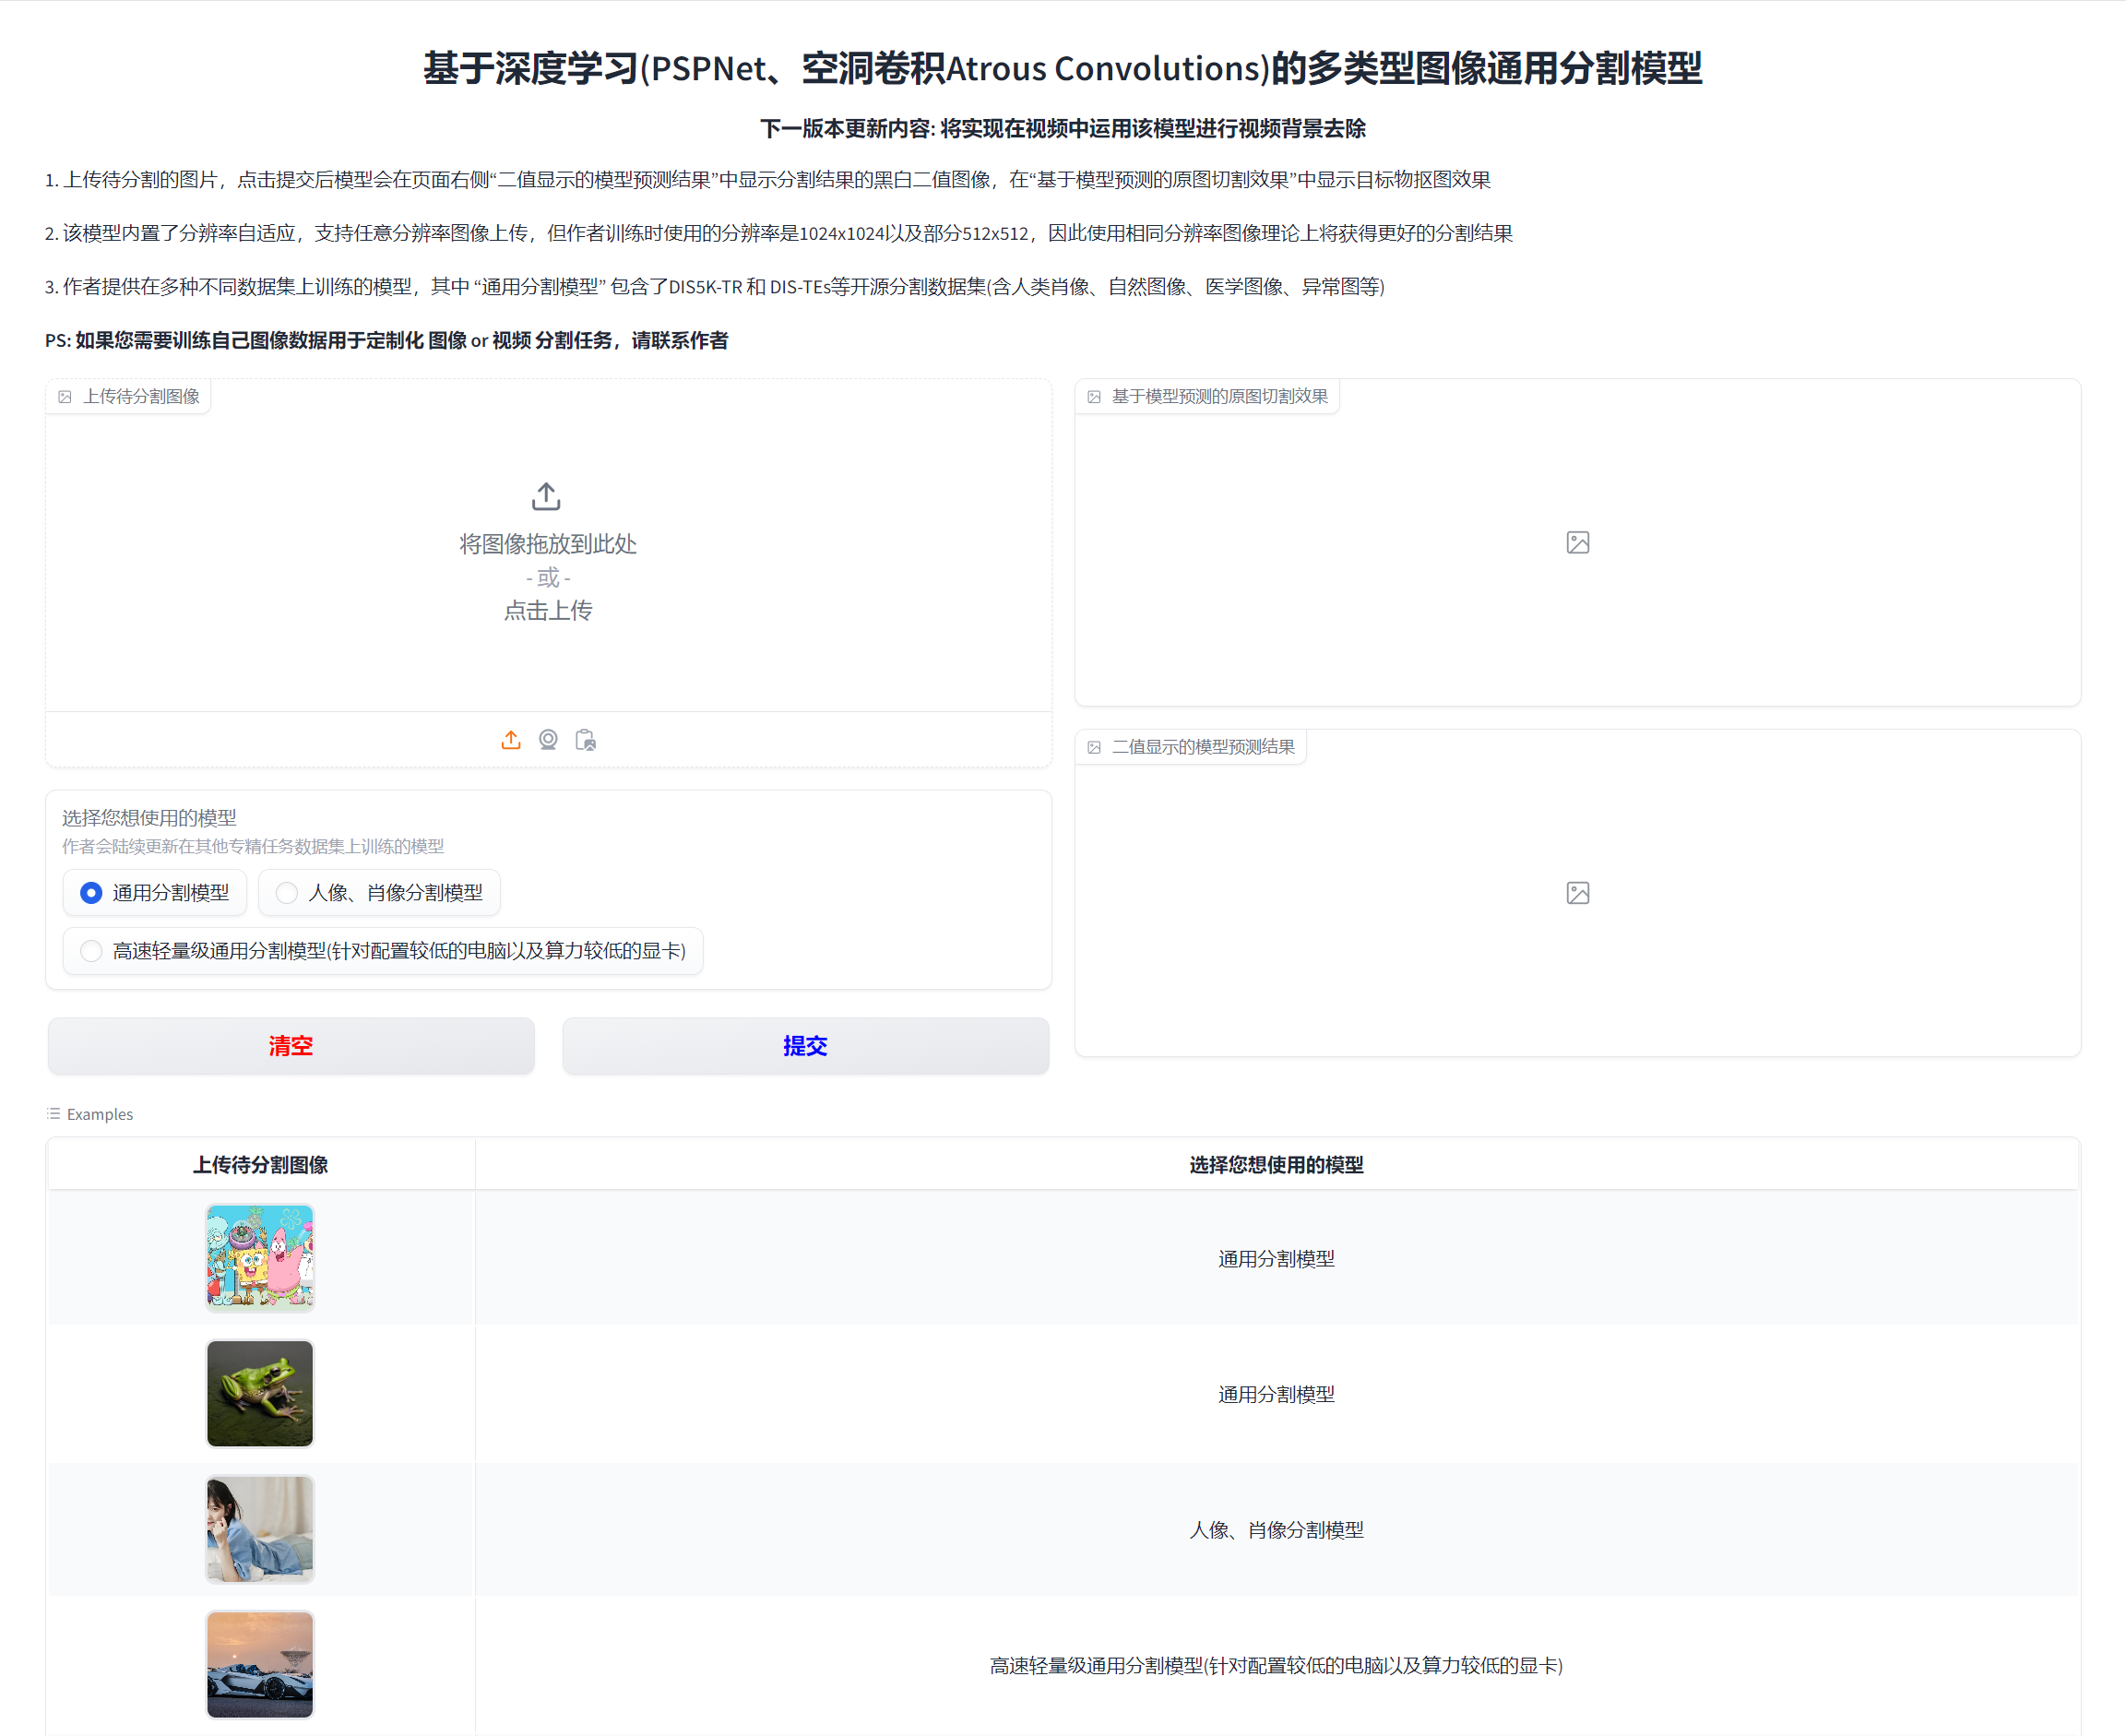 基于深度学习(PSPNet、空洞卷积Atrous Convolutions)的多类型图像通用分割模型
下一版本更新内容: 将实现在视频中运用该模型进行视频背景去除
1. 上传待分割的图片，点击提交后模型会在页面右侧“二值显示的模型预测结果”中显示分割结果的黑白二值图像，在“基于模型预测的原图切割效果”中显示目标物抠图效果
2. 该模型内置了分辨率自适应，支持任意分辨率图像上传，但作者训练时使用的分辨率是1024x1024以及部分512x512，因此使用相同分辨率图像理论上将获得更好的分割结果
3. 作者提供在多种不同数据集上训练的模型，其中 “通用分割模型” 包含了DIS5K-TR 和 DIS-TEs等开源分割数据集(含人类肖像、自然图像、医学图像、异常图等)
PS: 如果您需要训练自己图像数据用于定制化 图像 or 视频 分割任务，请联系作者
上传待分割图像
将图像拖放到此处
- 或 -
点击上传
选择您想使用的模型
作者会陆续更新在其他专精任务数据集上训练的模型
通用分割模型
人像、肖像分割模型
高速轻量级通用分割模型(针对配置较低的电脑以及算力较低的显卡)
清空
提交
基于模型预测的原图切割效果
二值显示的模型预测结果
Examples
上传待分割图像
选择您想使用的模型
通用分割模型
通用分割模型
人像、肖像分割模型
高速轻量级通用分割模型(针对配置较低的电脑以及算力较低的显卡)